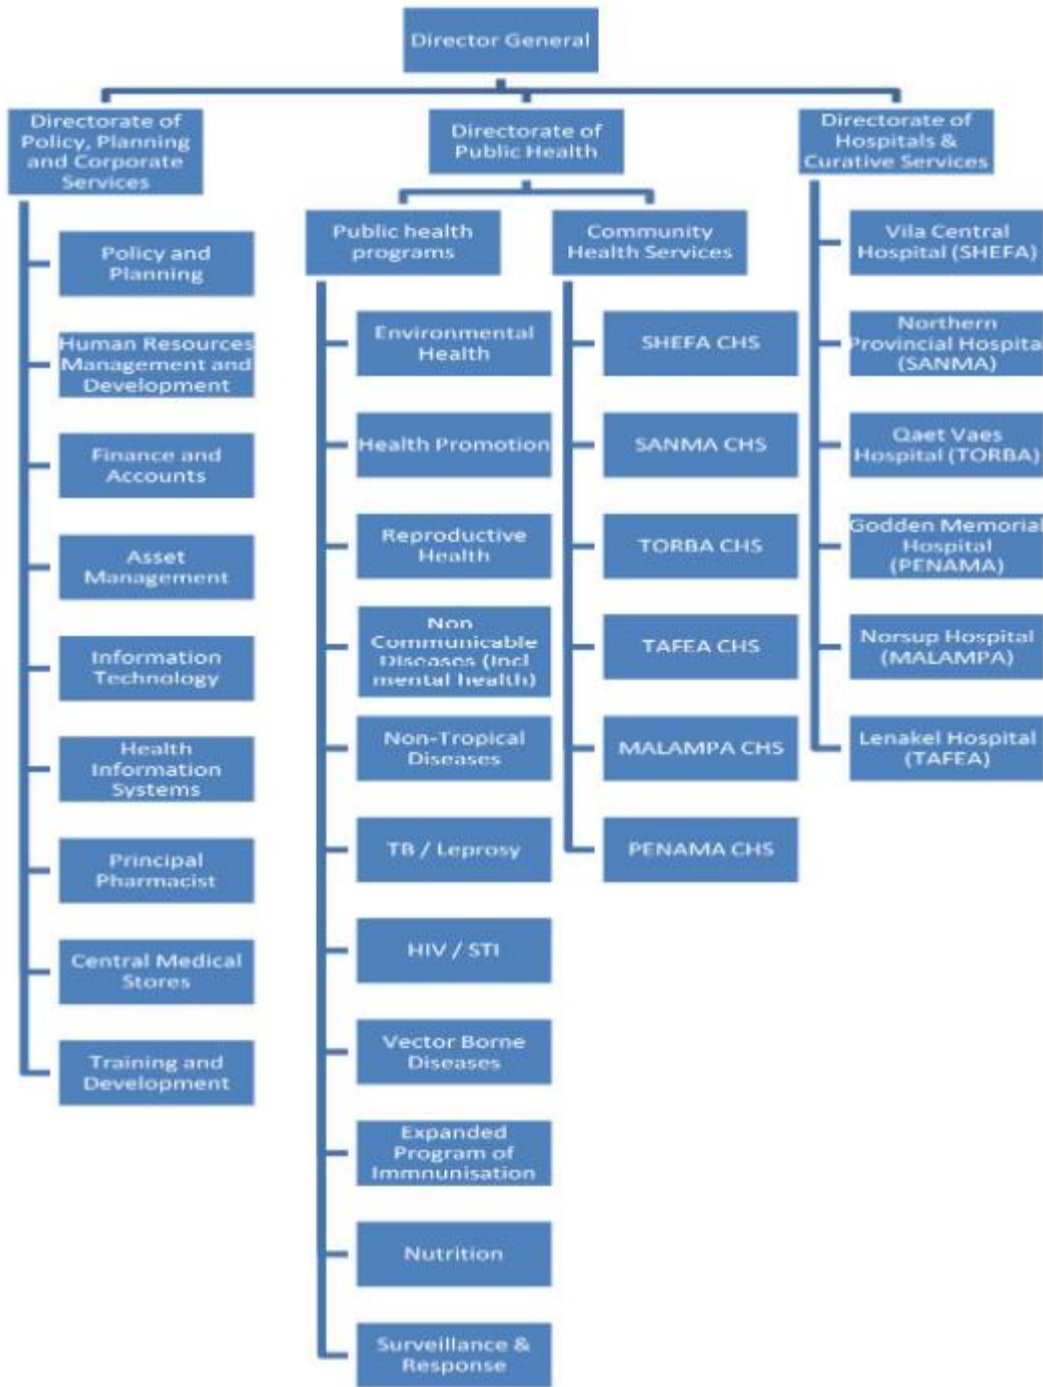 Director General
Directorate of
Policy, Planning
and Corporate
Services
Directorate of
Public Health
Directorate of
Hospitals &
Curative Services
Policy and
Planning
Human Resources
Management and
Development
Finance and
Accounts
Asset
Management
Information
Technology
Health
Information
Systems
Principal
Pharmacist
Central Medical
Stores
Training and
Development
Public health
programs
Environmental
Health
Health Promotion
Reproductive
Health
Non
Communicable
Diseases (Incl
mental health)
Non-Tropical
Diseases
TB / Leprosy
HIV / STI
Vector Borne
Diseases
Expanded
Program of
Immnunisation
Nutrition
Surveillance &
Response
Community
Health Services
SHEFA CHS
SANMA CHS
TORBA CHS
TAFEA CHS
MALAMPA CHS
PENAMA CHS
Vila Central
Hospital (SHEFA)
Northern
Provincial Hospital
(SANMA)
Qaet Vaes
Hospital (TORBA)
Godden Memorial
Hospital
(PENAMA)
Norsup Hospital
(MALAMPA)
Lenakel Hospital
(TAFEA)